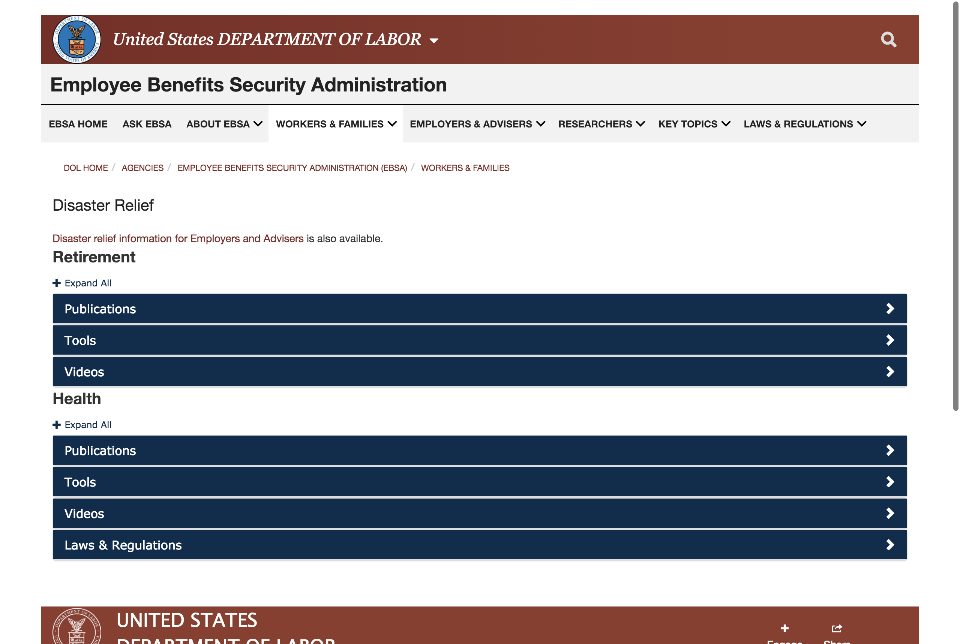 United States DEPARTMENT OF LABOR
Employee Benefits Security Administration
EBSA HOME ASK EBSA ABOUT EBSA WORKERS & FAMILIES EMPLOYERS & ADVISERS RESEARCHERS KEY TOPICS LAWS & REGULATIONS
DOL HOME / AGENCIES / EMPLOYEE BENEFITS SECURITY ADMINISTRATION (EBSA) / WORKERS & FAMILIES
Disaster Relief
Disaster relief information for Employers and Advisers is also available.
Retirement
Expand All
Publications
Tools
Videos
Health
Expand All
Publications
Tools
Videos
Laws & Regulations
UNITED STATES
DEPARTMENT OF LABOR
Engage Share